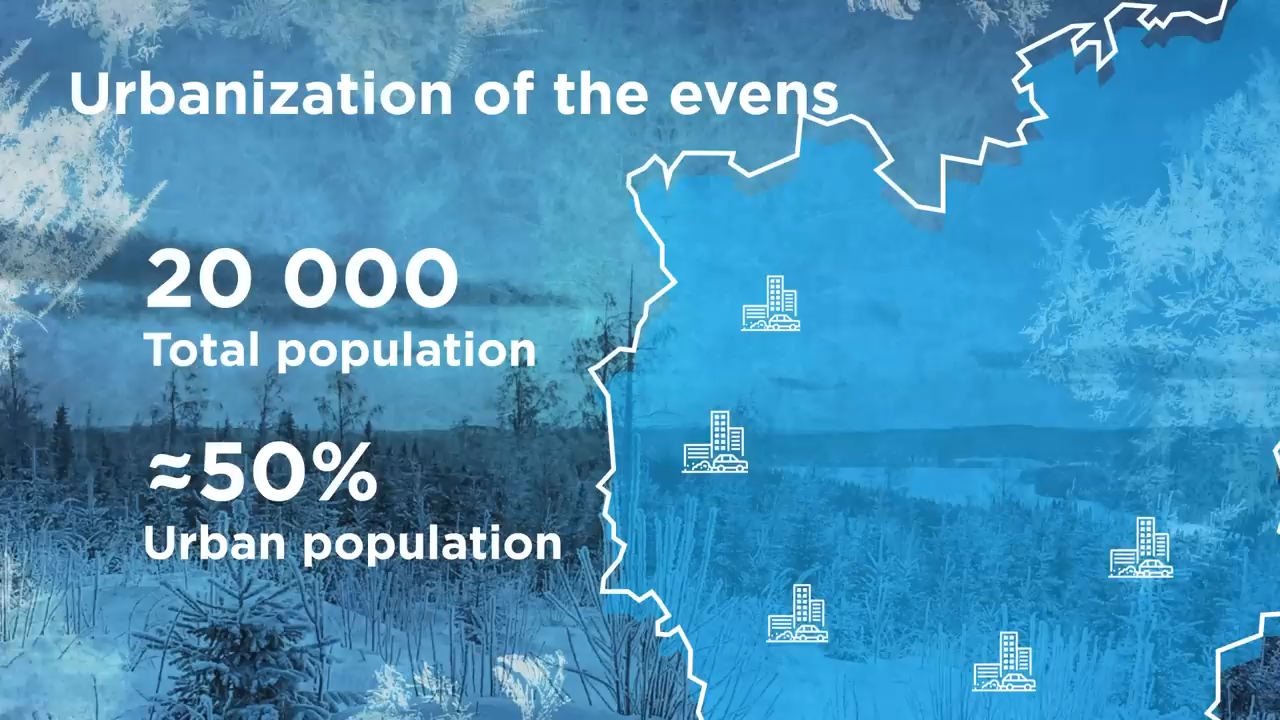 Urbanization of the evens
20 000
Total population
≈50%
Urban population